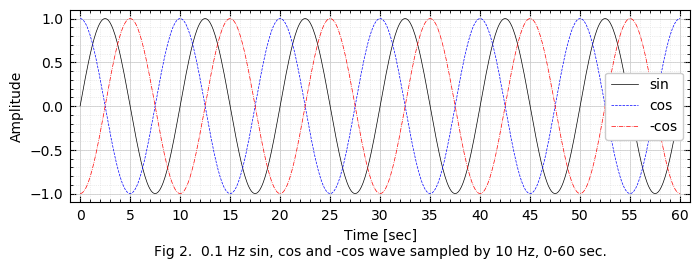 1.0
0.5
0.0
−0.5
−1.0
Amplitude
sin
cos
-cos
0 5 10 15 20 25 30 35 40 45 50 55 60
Time [sec]
Fig 2.  0.1 Hz sin, cos and -cos wave sampled by 10 Hz, 0-60 sec.